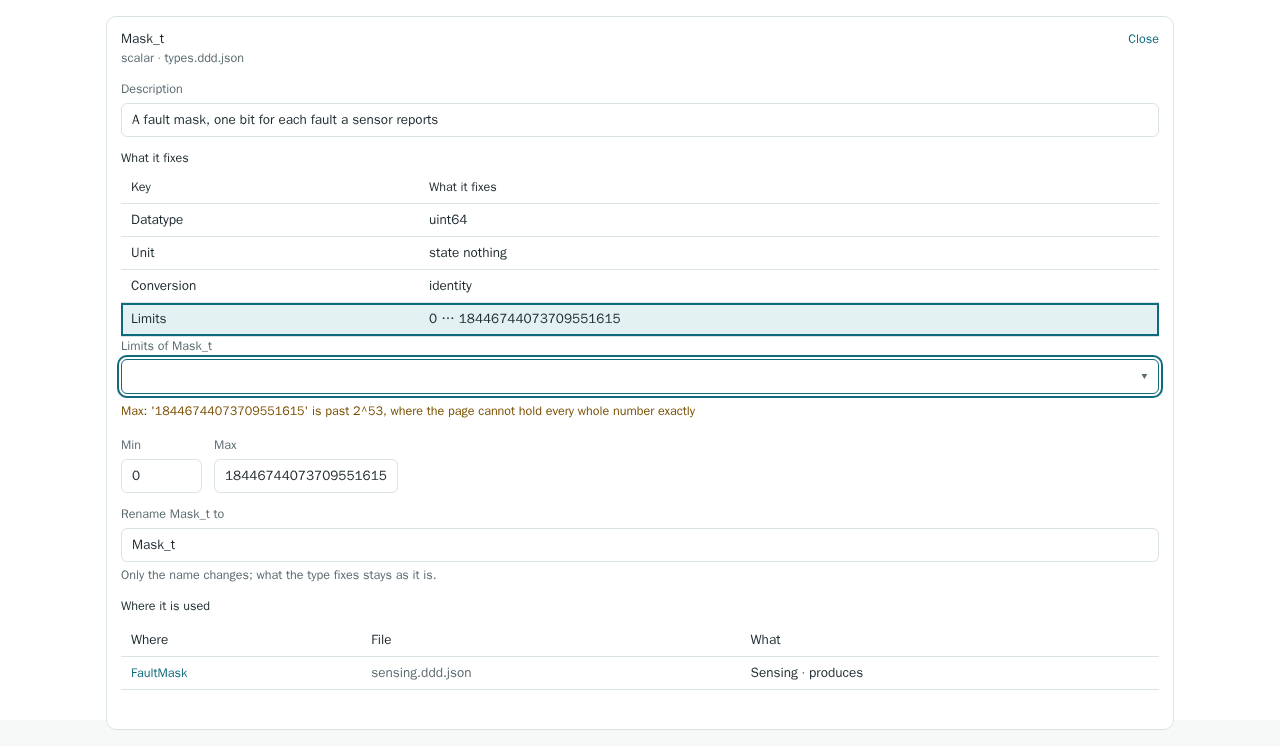 Mask_t
Close
scalar · types.ddd.json
Description
A fault mask, one bit for each fault a sensor reports
What it fixes
Key What it fixes
Datatype uint64
Unit state nothing
Conversion identity
Limits 0 ··· 18446744073709551615
Limits of Mask_t
Max: '18446744073709551615' is past 2^53, where the page cannot hold every whole number exactly
Min Max
0 18446744073709551615
Rename Mask_t to
Mask_t
Only the name changes; what the type fixes stays as it is.
Where it is used
Where File What
FaultMask sensing.ddd.json Sensing · produces